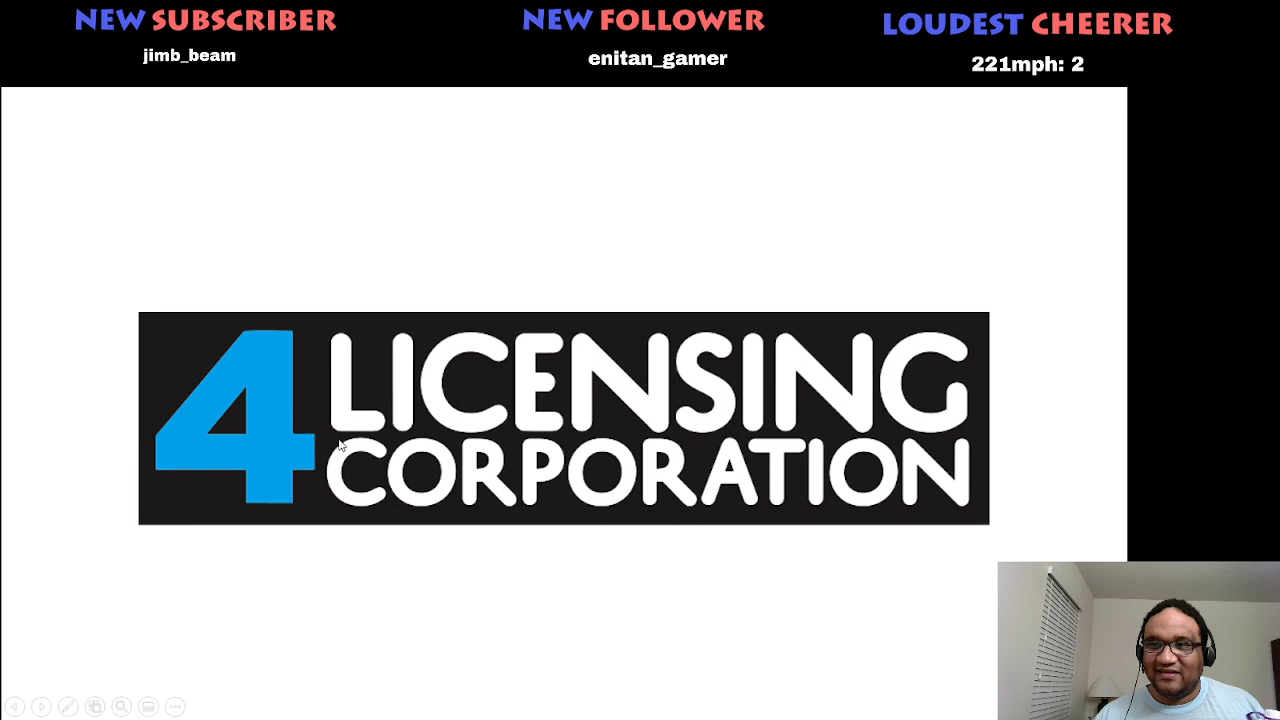 NEW SUBSCRIBER
jimb_beam
NEW FOLLOWER
enitan_gamer
LOUDEST CHEERER
221mph: 2
4 LICENSING
CORPORATION